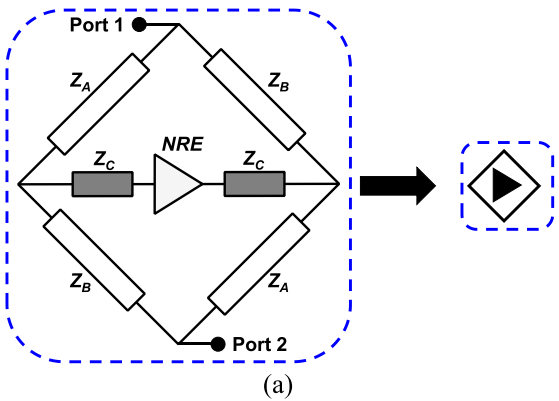 Port 1
Z_A
Z_B
NRE
Z_C Z_C
Z_B Z_A
Port 2
(a)